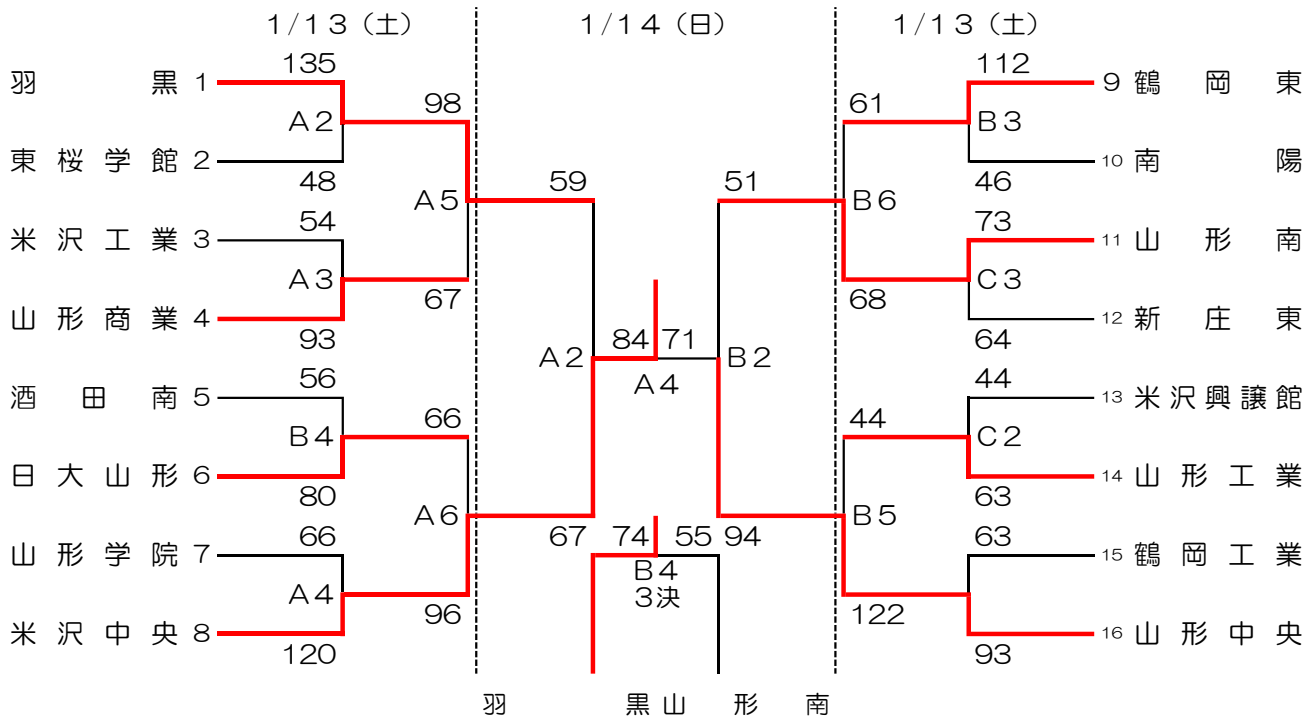 1/13（土） 1/14（日） 1/13（土）
135 112
羽黒 1 9 鶴岡東
98 61
A2 B3
東桜学館 2 10 南陽
48 59 51 46
A5 B6
54 73
米沢工業 3 11 山形南
A3 C3
67 68
山形商業 4 12 新庄東
93 84 71 64
A2 B2
A4
56 44
酒田南 5 13 米沢興譲館
66 44
B4 C2
日大山形 6 14 山形工業
80 63
A6 B5
66 67 74 55 94 63
山形学院 7 15 鶴岡工業
B4
A4 3決
96 122
米沢中央 8 16 山形中央
120 93
羽黒 山形南